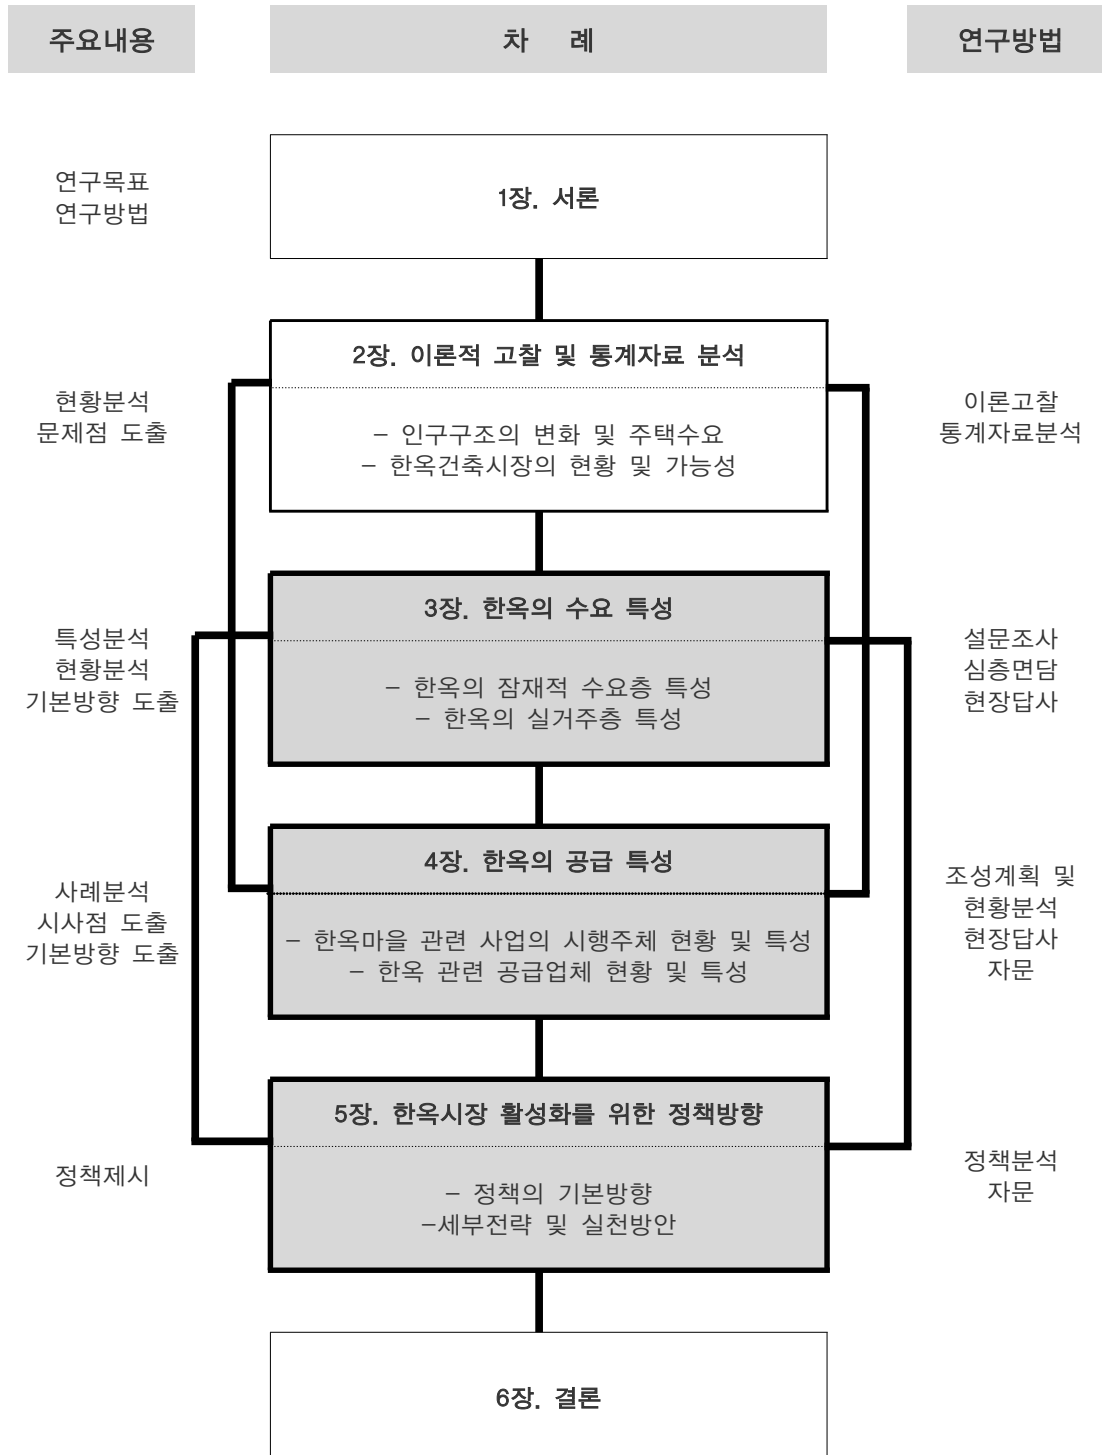 주요내용
차 례
연구방법
연구목표
연구방법
1장. 서론
2장. 이론적 고찰 및 통계자료 분석
현황분석
문제점 도출
- 인구구조의 변화 및 주택수요
- 한옥건축시장의 현황 및 가능성
이론고찰
통계자료분석
3장. 한옥의 수요 특성
특성분석
현황분석
기본방향 도출
- 한옥의 잠재적 수요층 특성
- 한옥의 실거주층 특성
설문조사
심층면담
현장답사
4장. 한옥의 공급 특성
사례분석
시사점 도출
기본방향 도출
- 한옥마을 관련 사업의 시행주체 현황 및 특성
- 한옥 관련 공급업체 현황 및 특성
조성계획 및
현황분석
현장답사
자문
5장. 한옥시장 활성화를 위한 정책방향
정책제시
- 정책의 기본방향
-세부전략 및 실천방안
정책분석
자문
6장. 결론